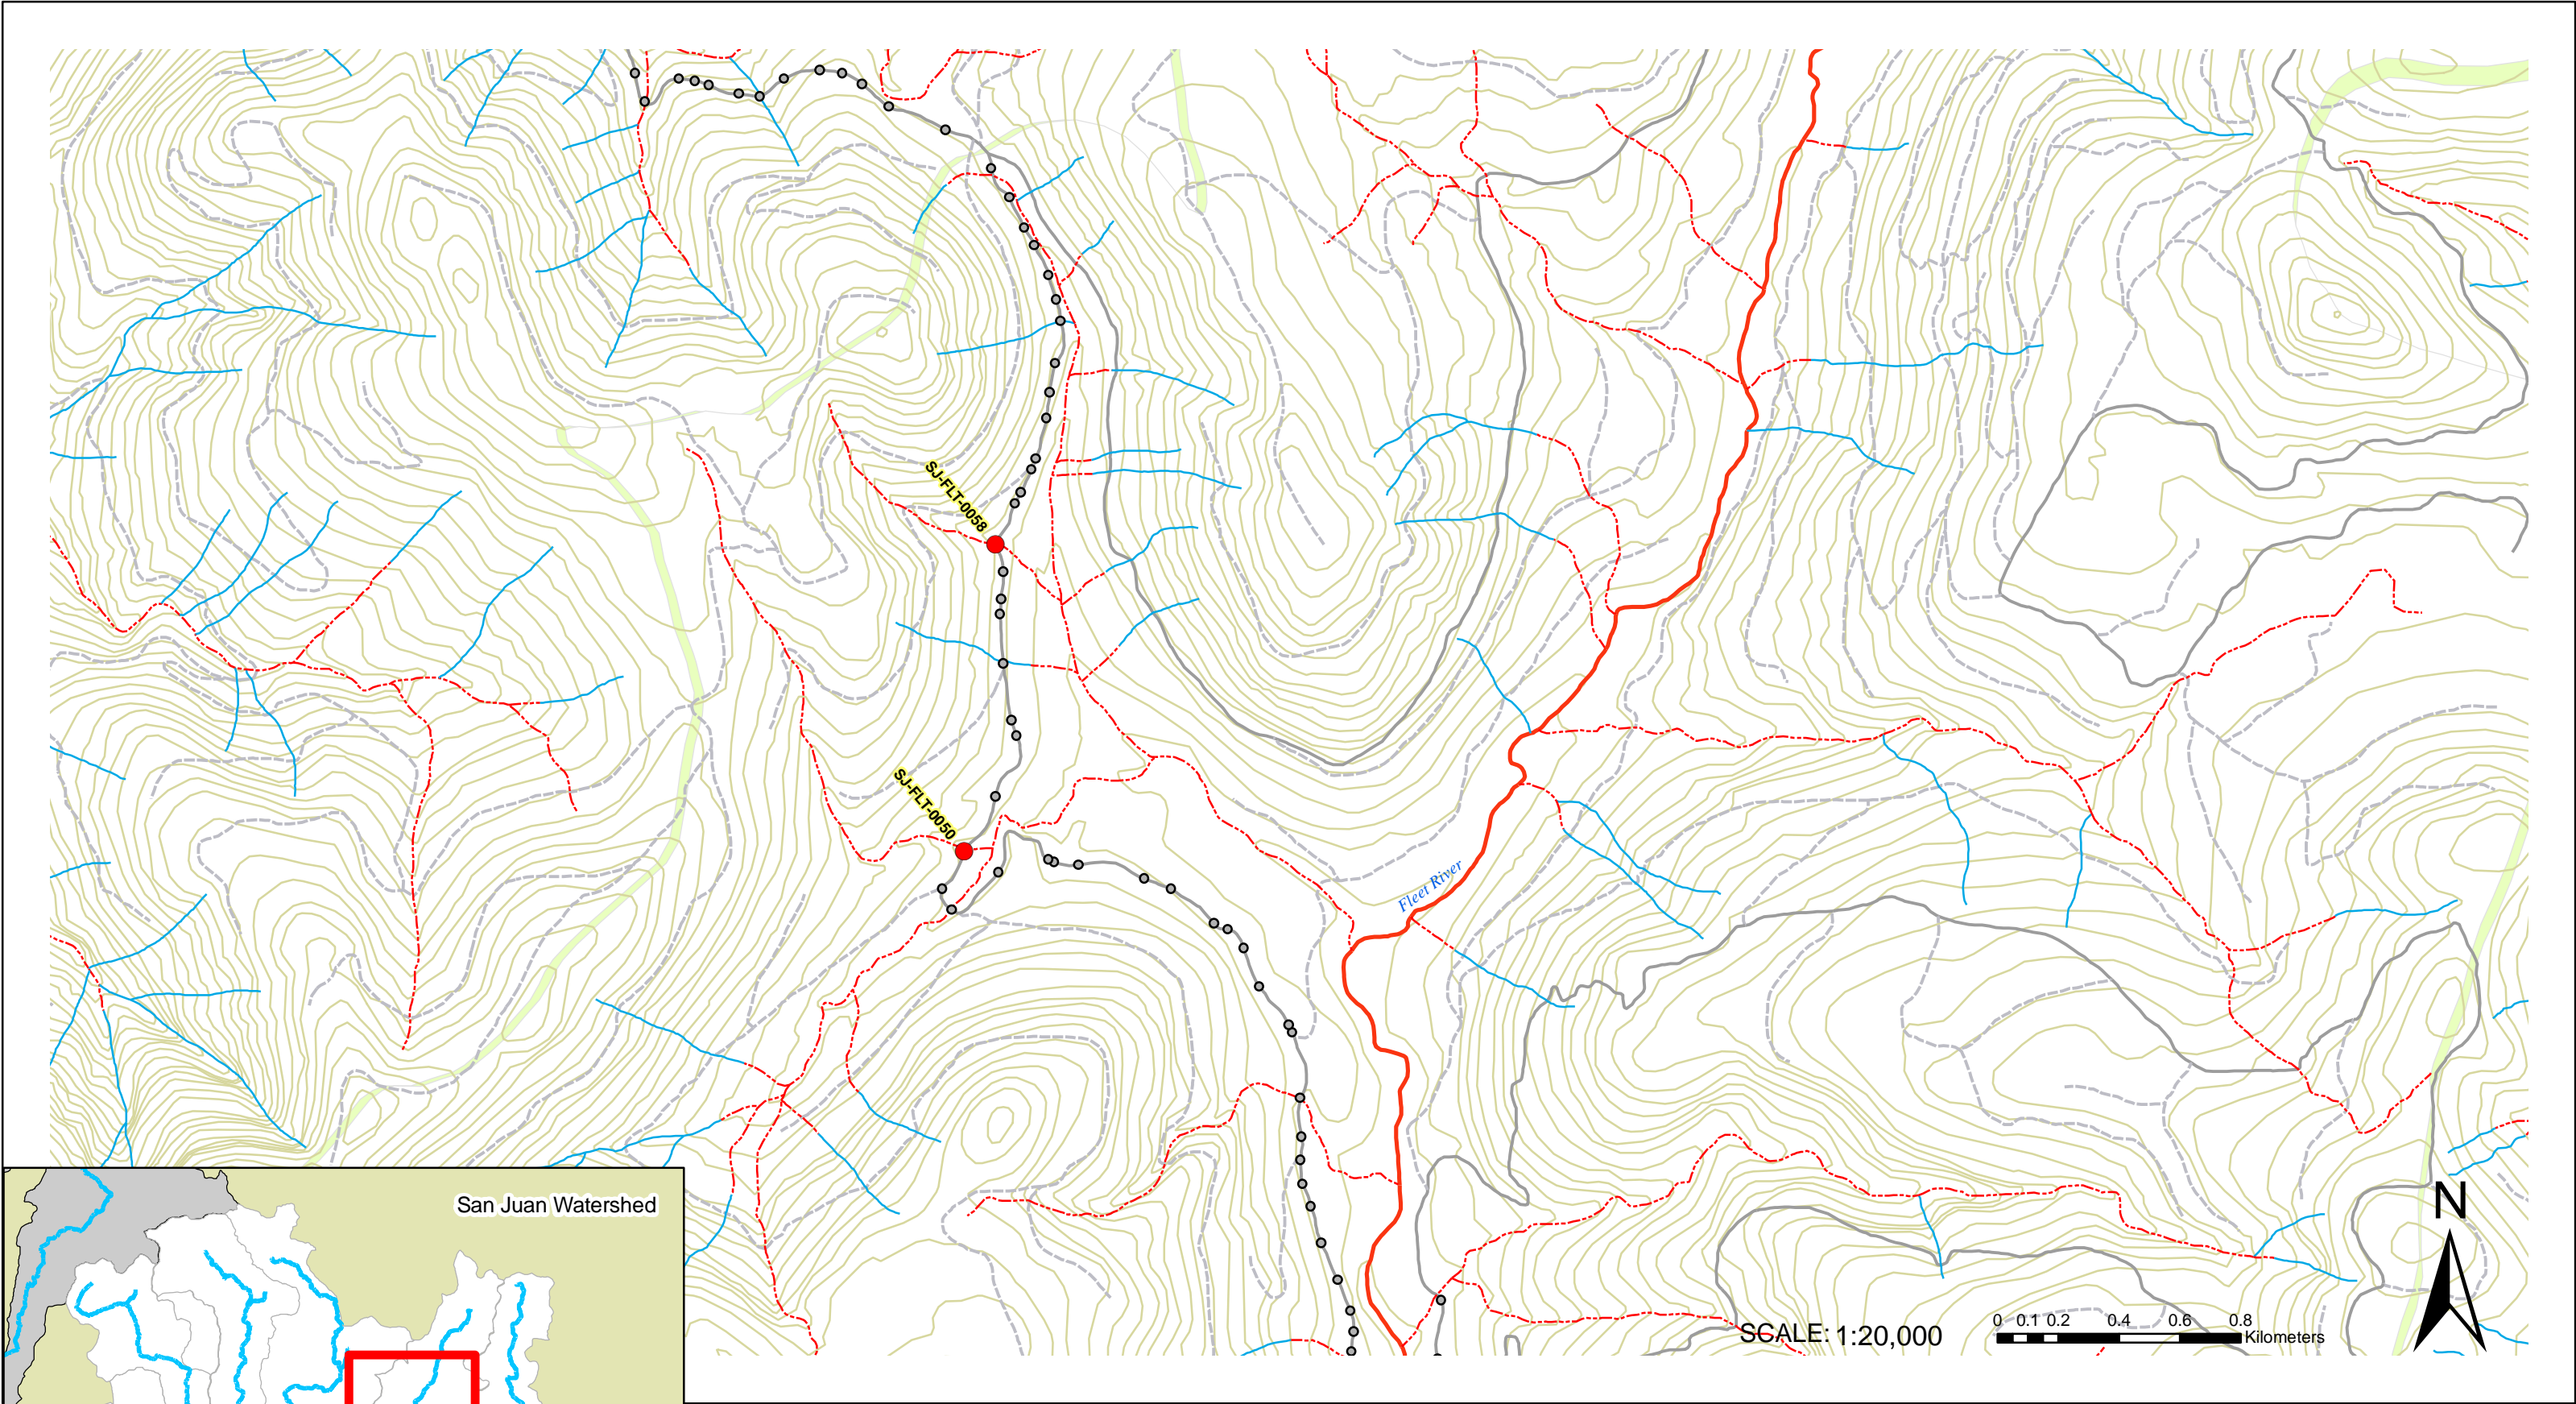 SJ-FLT-0058
SJ-FLT-0050
Fleet River
San Juan Watershed
N
SCALE: 1:20,000
0 0.1 0.2 0.4 0.6 0.8
Kilometers